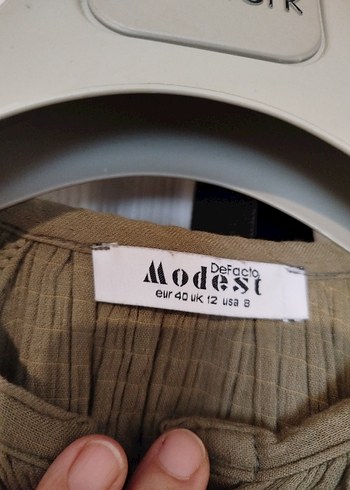 DeFacto
Modest
eur 40 uk 12 usa 8